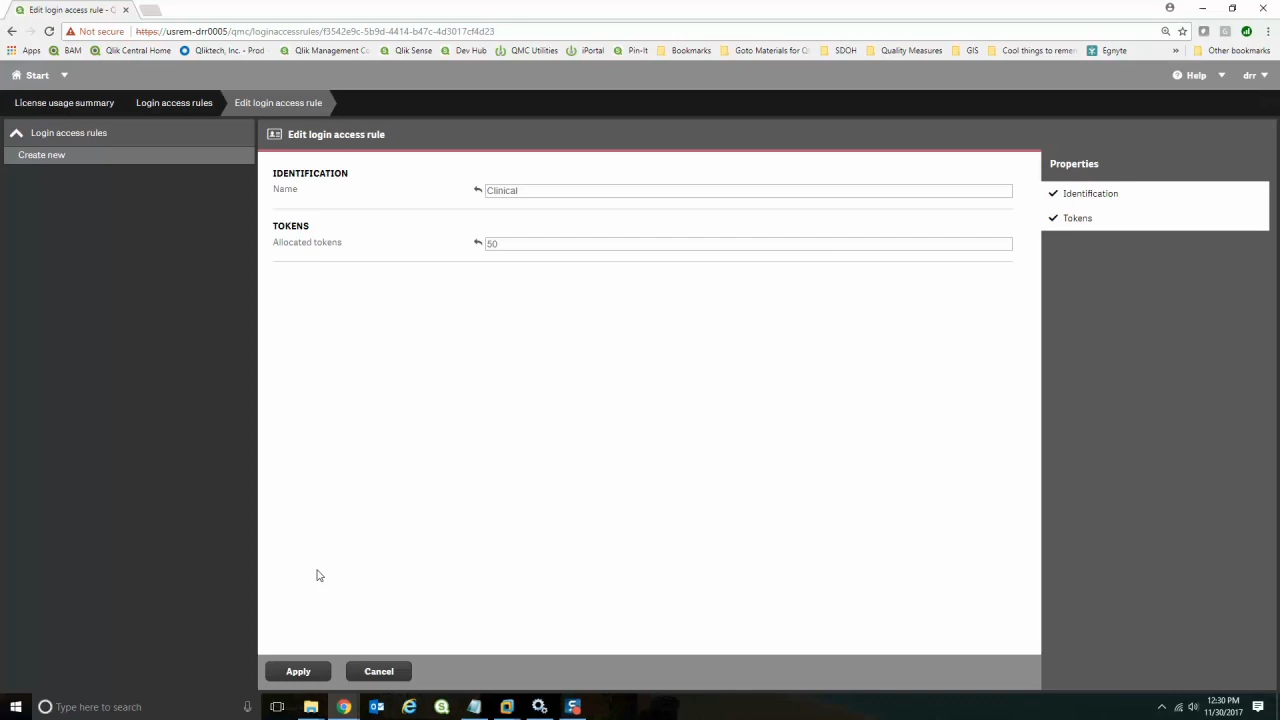 Edit login access rule - Q
Not secure
https://usrem-drr0005/qmc/loginaccessrules/f3542e9c-5b9d-4414-b47c-4d3017cf4d23
Apps BAM Qlik Central Home Qliktech, Inc. - Prod Qlik Management Co Qlik Sense Dev Hub QMC Utilities iPortal Pin-It Bookmarks Goto Materials for Q SDOH Quality Measures GIS Cool things to remem Egnyte » Other bookmarks
Start Help drr
License usage summary Login access rules Edit login access rule
Login access rules
Create new
Edit login access rule
IDENTIFICATION
Name Clinical
TOKENS
Allocated tokens 50
Properties
Identification
Tokens
Apply Cancel
Type here to search
12:30 PM
11/30/2017